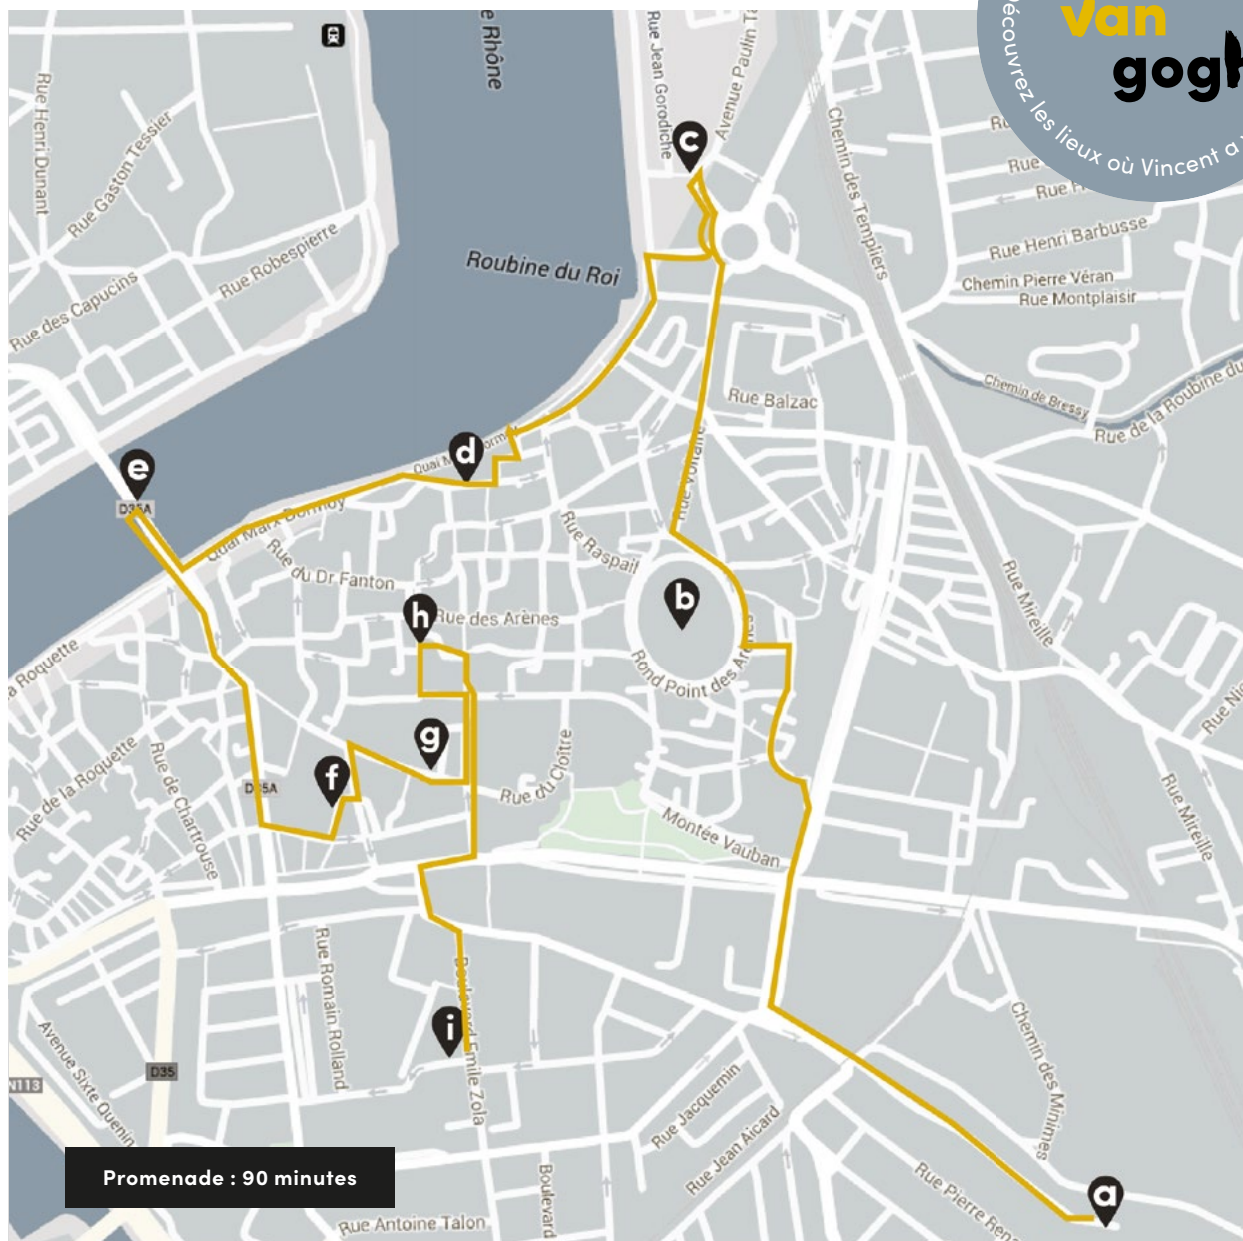 van
gogh
écouvrez les lieux où Vincent a
e Rhône
Rue Jean Gorodiche
Avenue Paulin T
Chemin des Templiers
Rue Henri Dunant
Rue Gaston Tessier
Rue Robespierre
Rue des Capucins
Roubine du Roi
Rue Henri Barbusse
Chemin Pierre Véran
Rue Montplaisir
Chemin de Bressy
Rue de la Roubine du
Rue Balzac
Rue Voltaire
c
d
e
D35A
Quai Marx Dormoy
Rue du Dr Fanton
Rue Raspail
b
h
Rue des Arènes
Rond Point des Arènes
Rue Mireille
a Roquette
Rue de la Roquette
Rue de Chartrouse
D35A
f
g
Rue du Cloître
Montée Vauban
Rue Mireille
Rue Romain Rolland
Boulevard Emile Zola
i
Avenue Sixte Quenin
D35
N113
Chemin des Minimes
Rue Jacquemin
Rue Jean Aicard
Rue Pierre Rena
a
Promenade : 90 minutes
Rue Antoine Talon
Boulevard